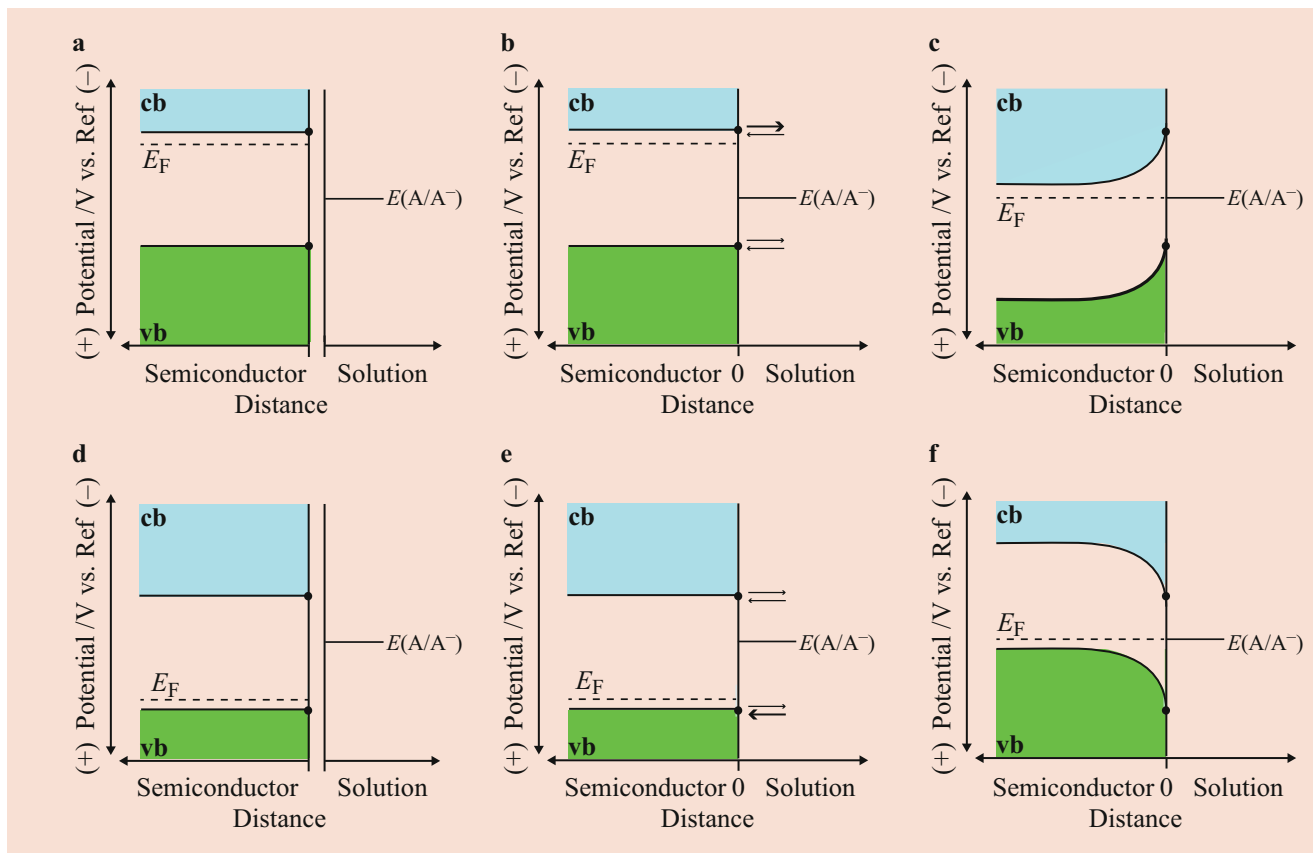 a
(+) Potential /V vs. Ref (–)
cb
E_F
E(A/A⁻)
vb
Semiconductor Solution
Distance
b
(+) Potential /V vs. Ref (–)
cb
E_F
E(A/A⁻)
vb
Semiconductor 0 Solution
Distance
c
(+) Potential /V vs. Ref (–)
cb
E_F
E(A/A⁻)
vb
Semiconductor 0 Solution
Distance
d
(+) Potential /V vs. Ref (–)
cb
E(A/A⁻)
E_F
vb
Semiconductor Solution
Distance
e
(+) Potential /V vs. Ref (–)
cb
E(A/A⁻)
E_F
vb
Semiconductor 0 Solution
Distance
f
(+) Potential /V vs. Ref (–)
cb
E_F
E(A/A⁻)
vb
Semiconductor 0 Solution
Distance